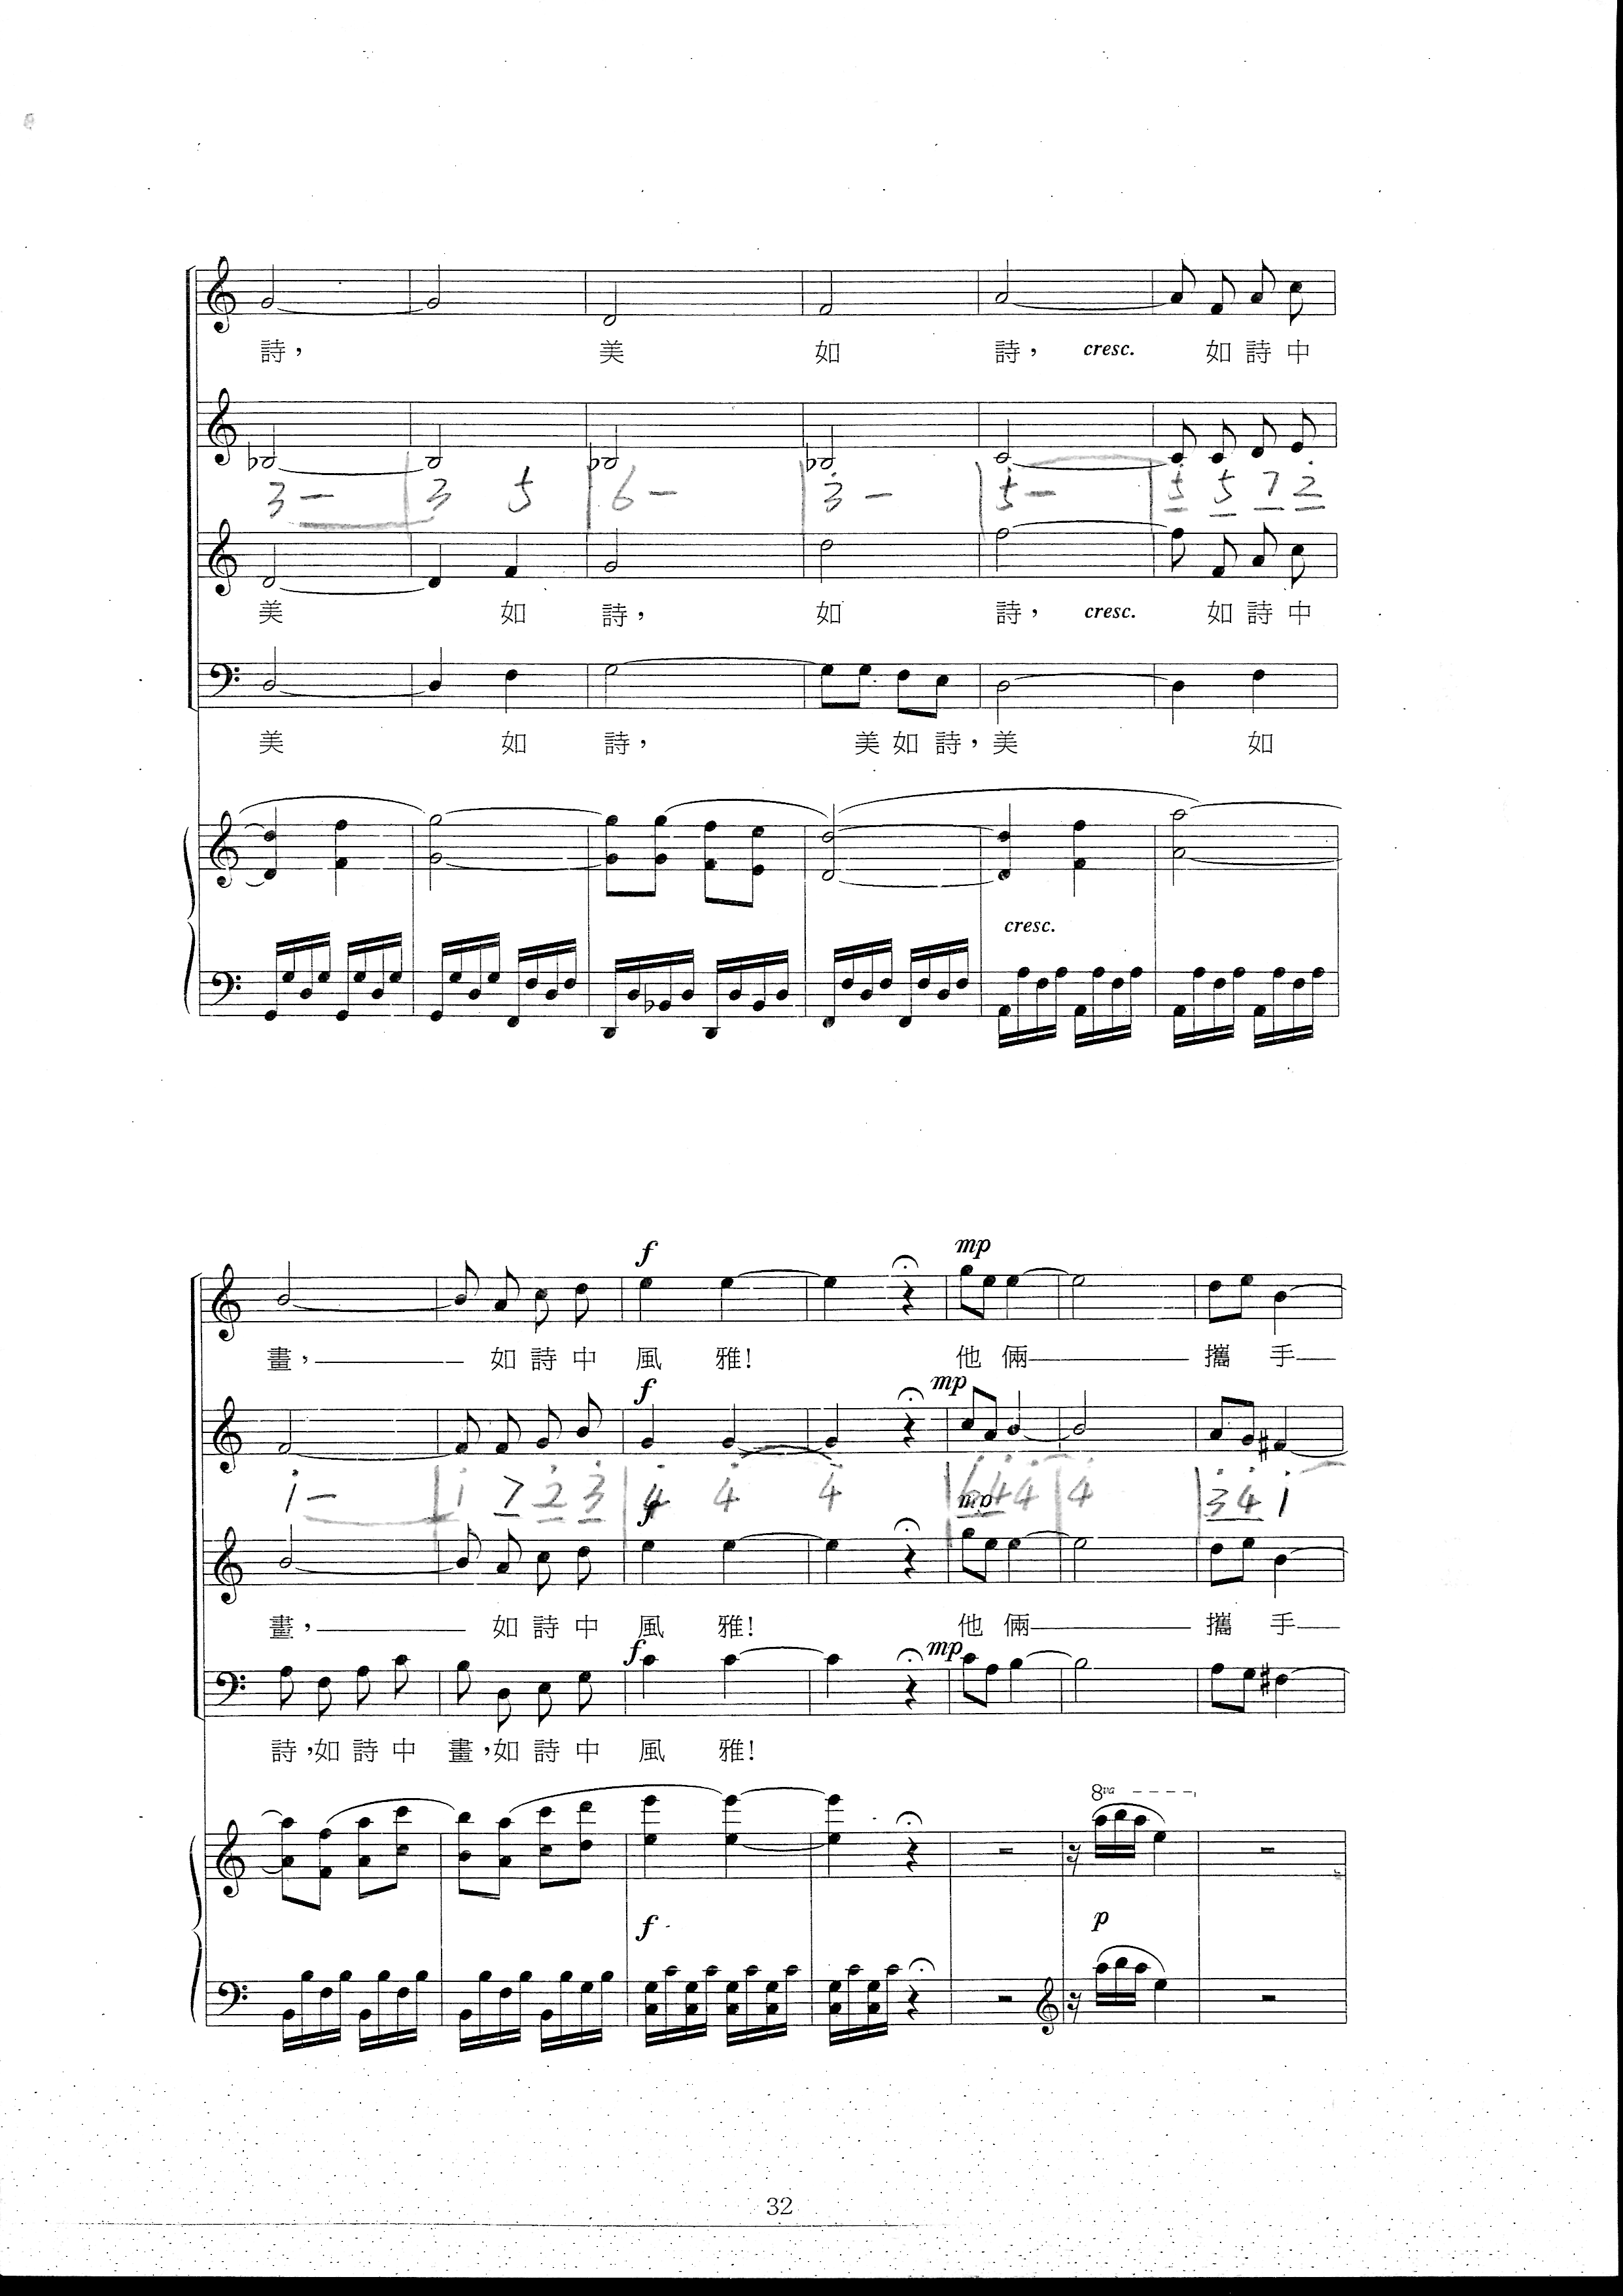 詩， 美 如 詩， cresc. 如 詩 中
3 — 3 5 6 — 3 — 5 — 5 5 7 2
美 如 詩， 如 詩， cresc. 如 詩 中
美 如 詩， 美 如 詩，美 如
cresc.
f mp
畫， 如 詩 中 風 雅！ 他 倆 攜 手
f mp
1 — 1 7 2 3 4 4 4 6 4 4 4 3 4 1
f mp
畫， 如 詩 中 風 雅！ 他 倆 攜 手
f mp
詩，如 詩 中 畫，如 詩 中 風 雅！
8va
f p
32